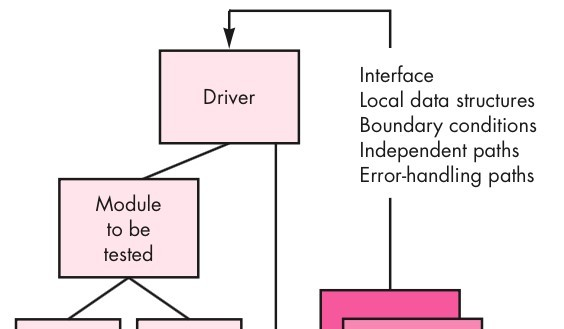 Driver
Interface
Local data structures
Boundary conditions
Independent paths
Error-handling paths
Module
to be
tested